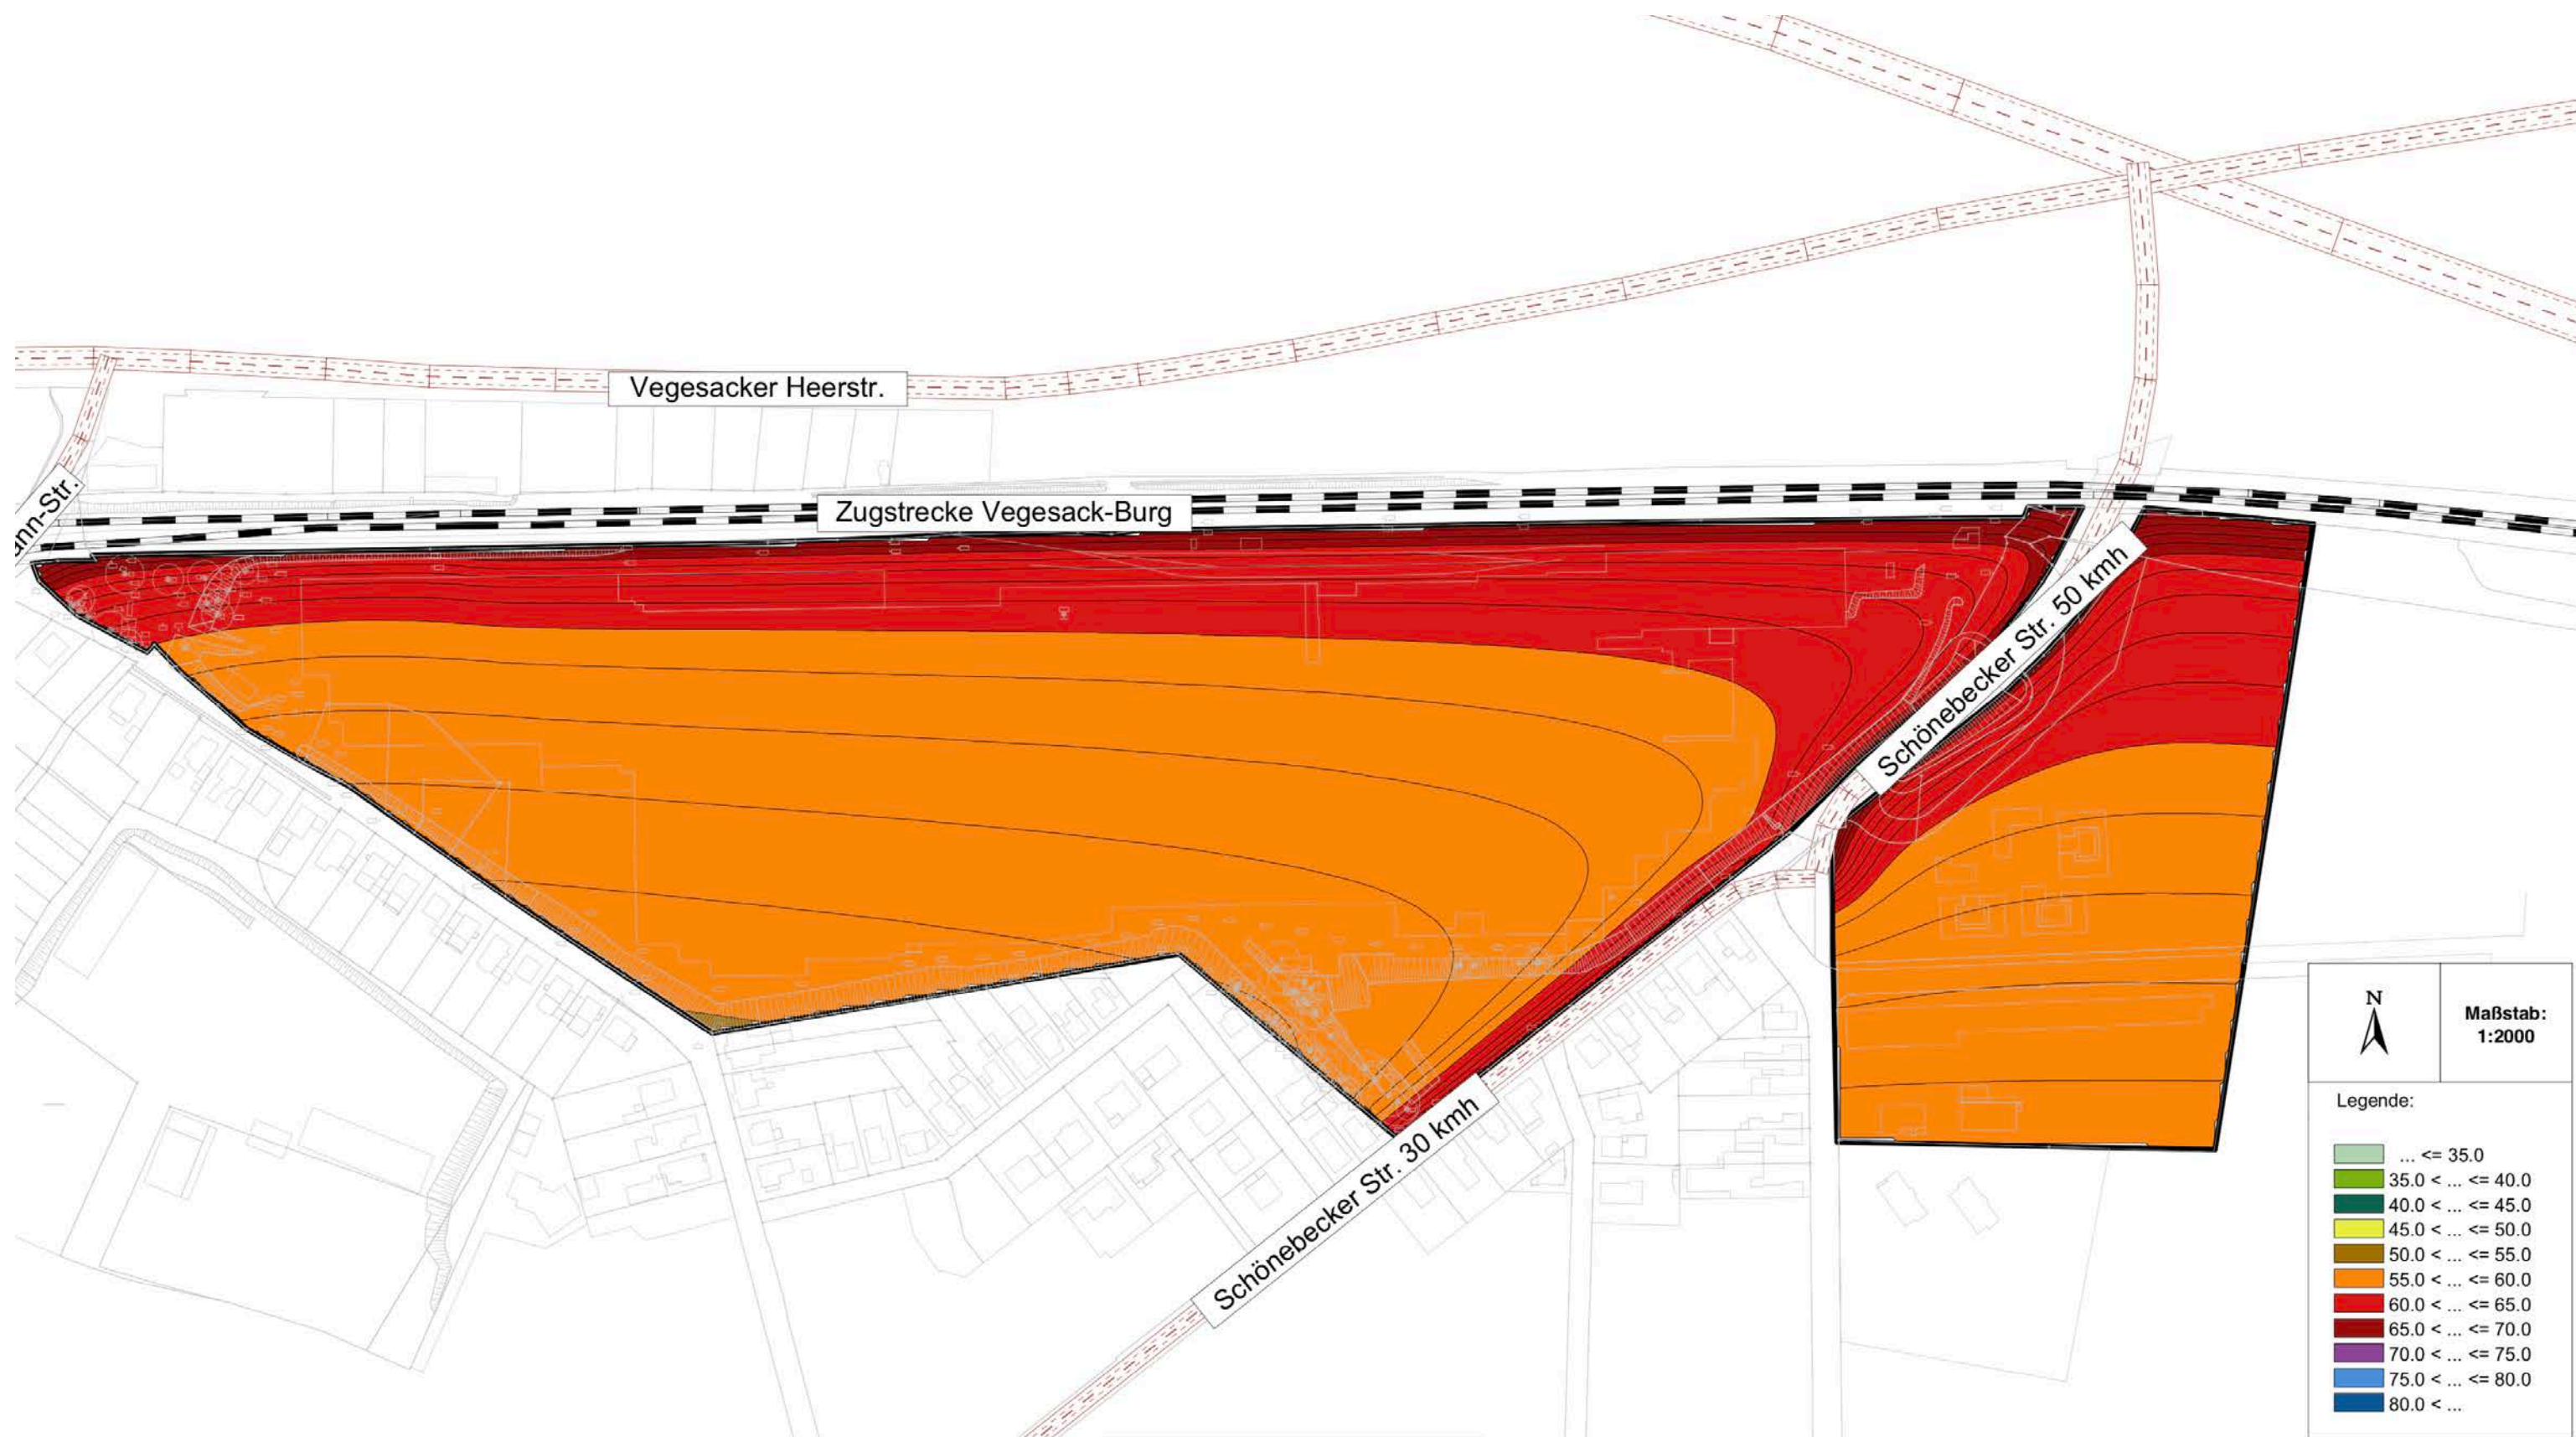 Vegesacker Heerstr.
ann-Str.
Zugstrecke Vegesack-Burg
Schönebecker Str. 50 kmh
Schönebecker Str. 30 kmh
N
Maßstab:
1:2000
Legende:
... <= 35.0
35.0 < ... <= 40.0
40.0 < ... <= 45.0
45.0 < ... <= 50.0
50.0 < ... <= 55.0
55.0 < ... <= 60.0
60.0 < ... <= 65.0
65.0 < ... <= 70.0
70.0 < ... <= 75.0
75.0 < ... <= 80.0
80.0 < ...